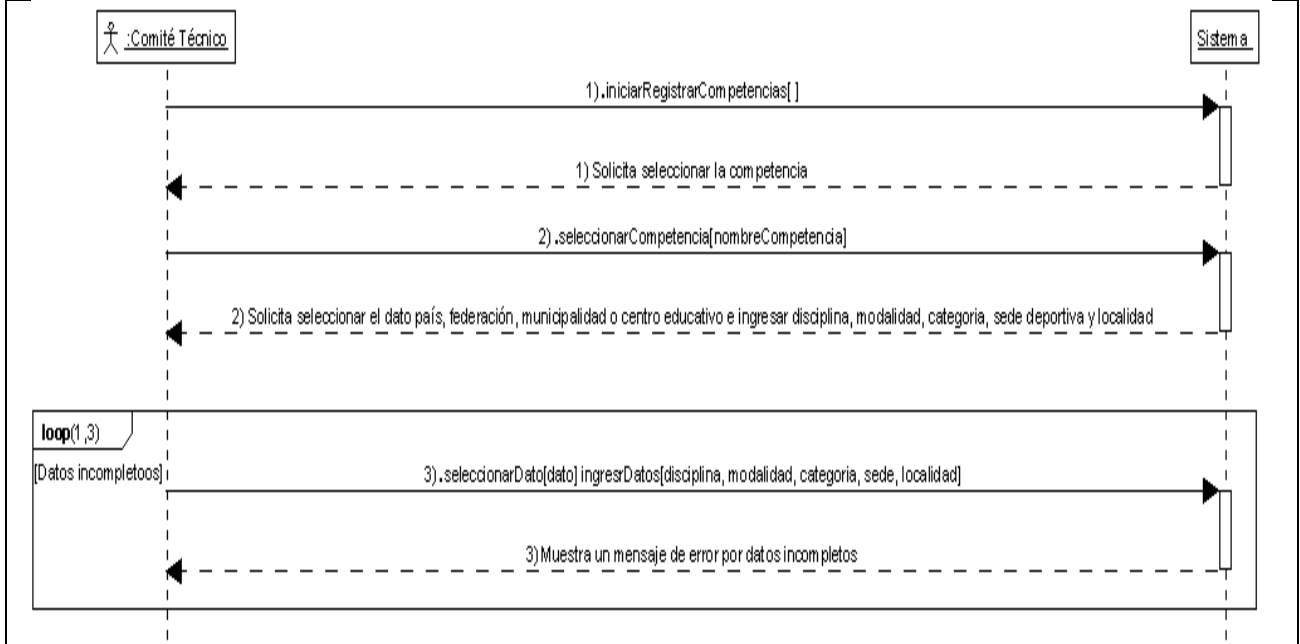 :Comité Técnico
Sistema
1).iniciarRegistrarCompetencias[ ]
1) Solicita seleccionar la competencia
2).seleccionarCompetencia[nombreCompetencia]
2) Solicita seleccionar el dato país, federación, municipalidad o centro educativo e ingresar disciplina, modalidad, categoria, sede deportiva y localidad
loop(1,3)
[Datos incompletoos]
3).seleccionarDato[dato] ingresrDatos[disciplina, modalidad, categoria, sede, localidad]
3)Muestra un mensaje de error por datos incompletos